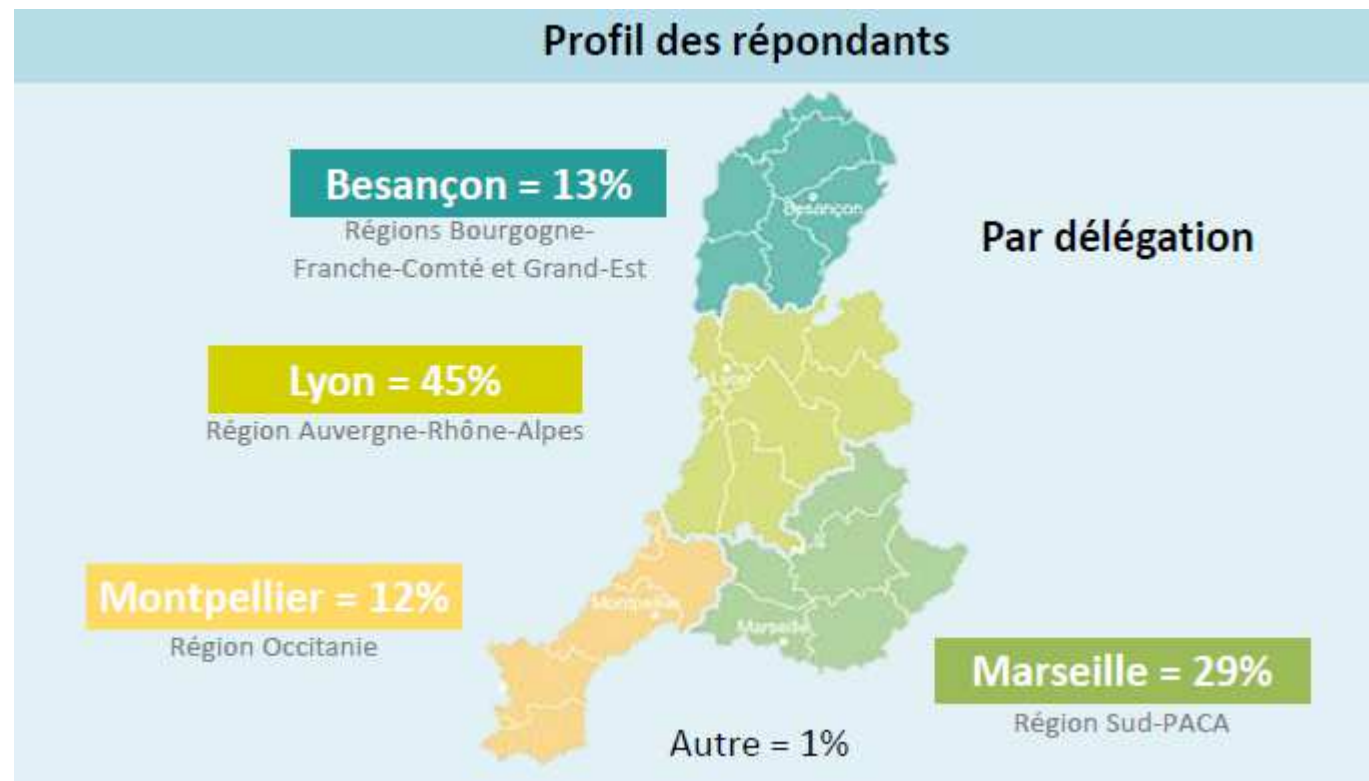 Profil des répondants
Besançon = 13%
Régions Bourgogne-
Franche-Comté et Grand-Est
Besançon
Par délégation
Lyon = 45%
Région Auvergne-Rhône-Alpes
Lyon
Montpellier = 12%
Région Occitanie
Montpellier
Marseille
Marseille = 29%
Région Sud-PACA
Autre = 1%